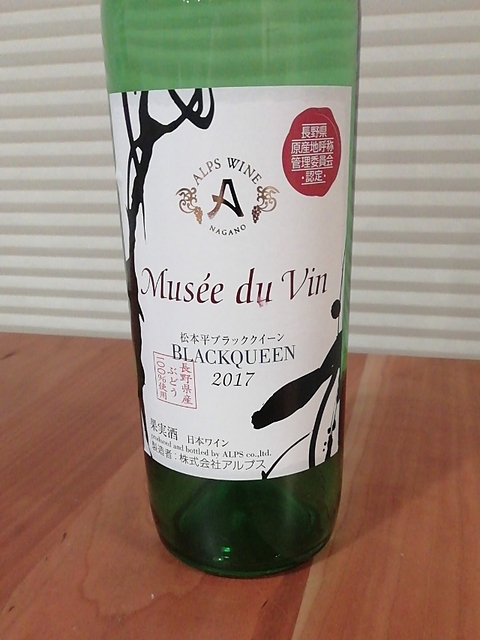 ALPS WINE
A
NAGANO
長野県
原産地呼称
管理委員会
・認定・
Musée du Vin
松本平ブラッククイーン
BLACKQUEEN
2017
長野県産
ぶどう
100%使用
果実酒 日本ワイン
produced and bottled by ALPS co.,ltd.
製造者：株式会社アルプス